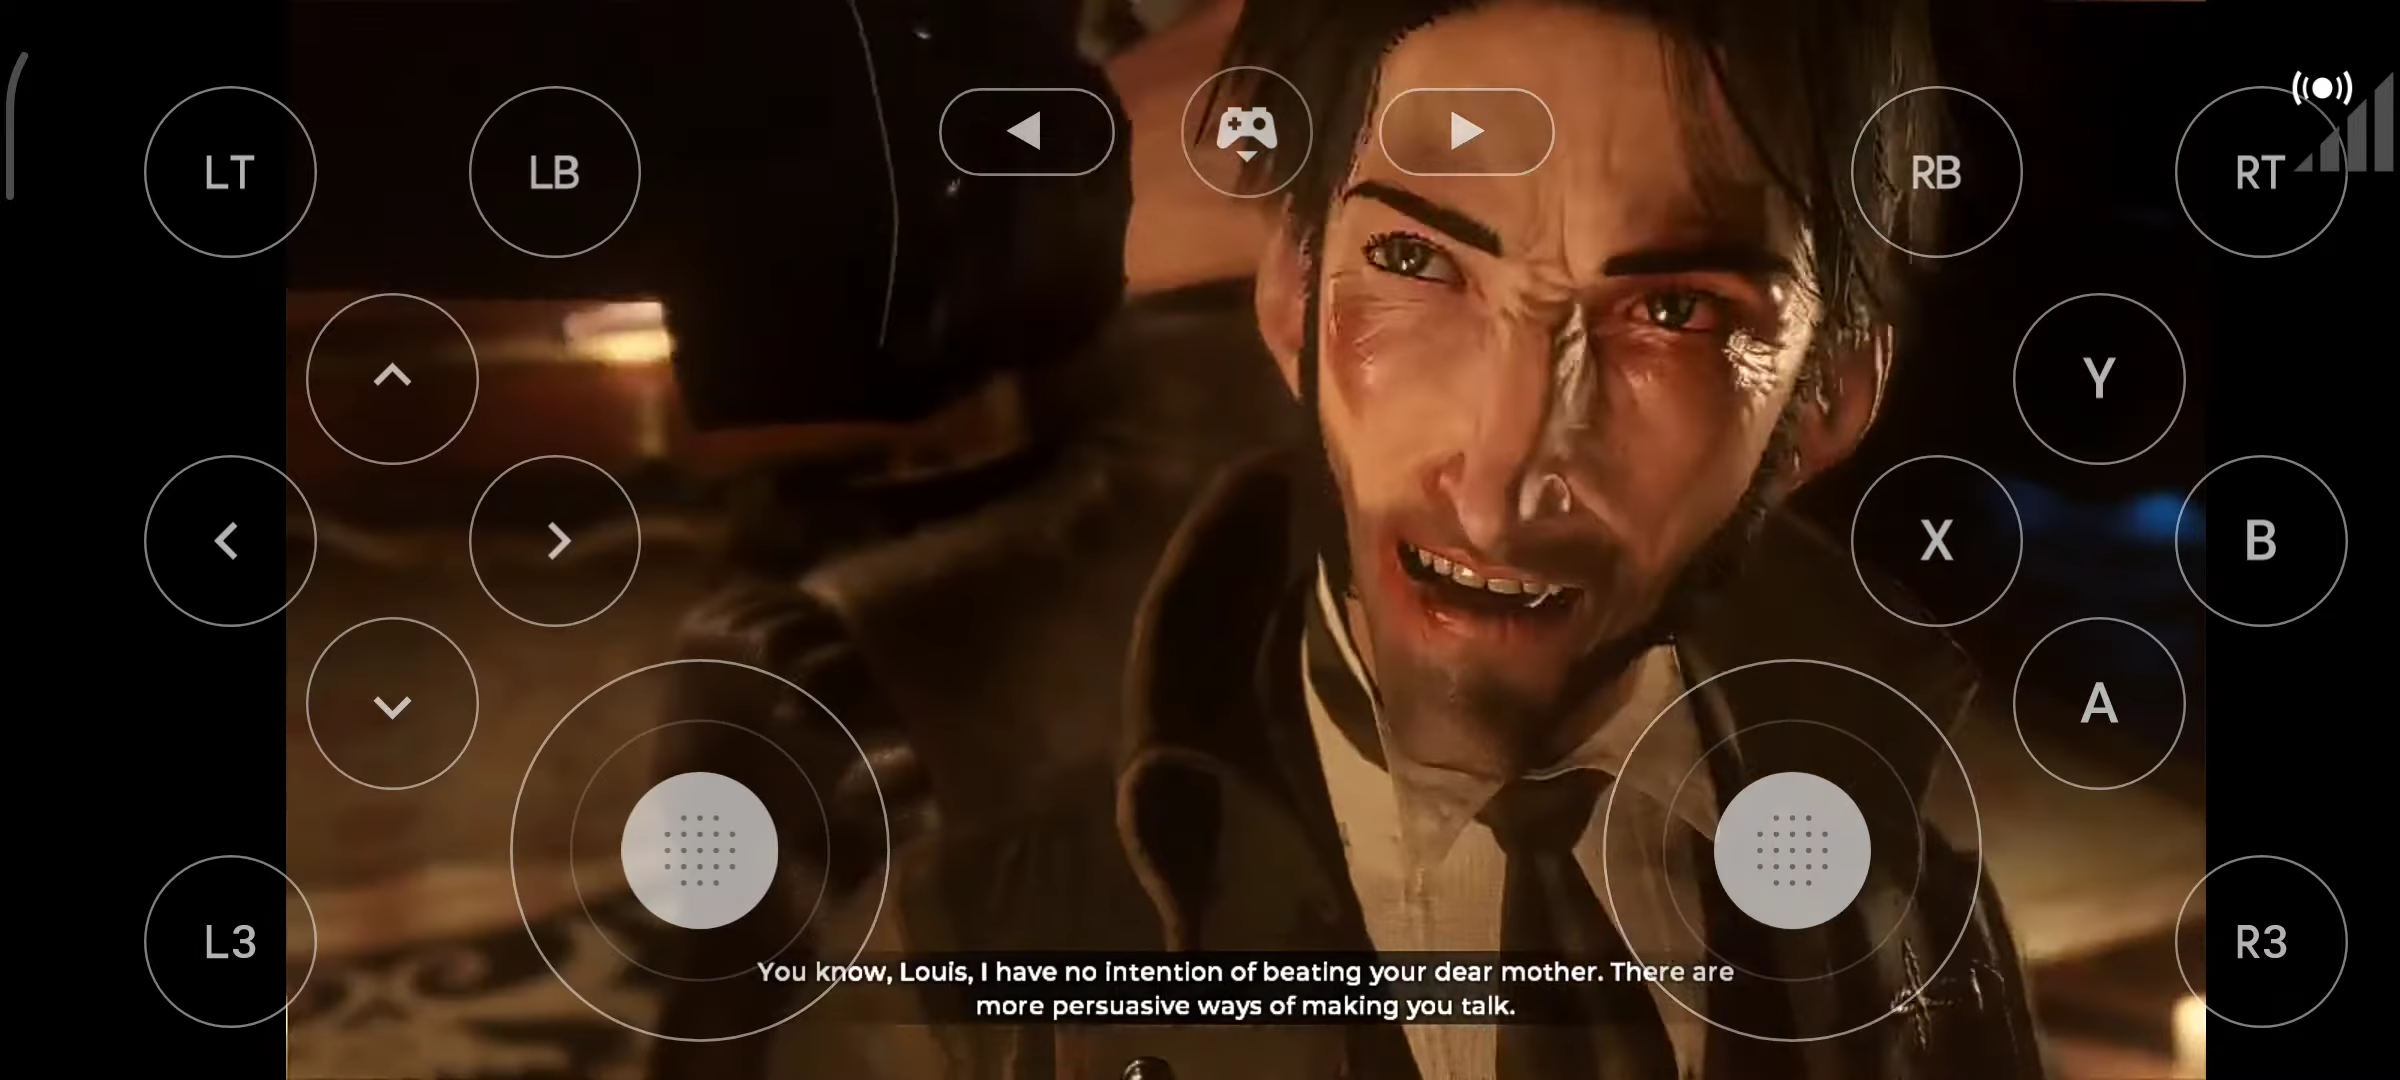 LT
LB
RB
RT
Y
X
B
A
L3
R3
You know, Louis, I have no intention of beating your dear mother. There are
more persuasive ways of making you talk.